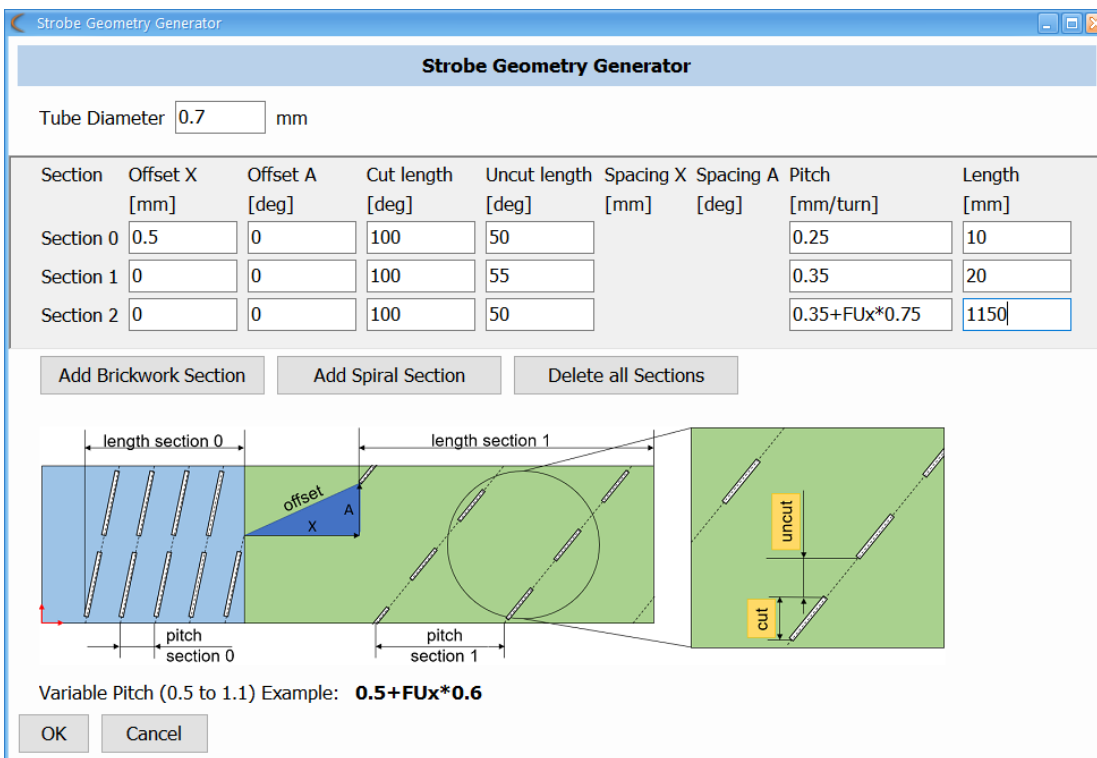 Strobe Geometry Generator
Strobe Geometry Generator
Tube Diameter 0.7 mm
Section Offset X Offset A Cut length Uncut length Spacing X Spacing A Pitch Length
[mm] [deg] [deg] [deg] [mm] [deg] [mm/turn] [mm]
Section 0 0.5 0 100 50 0.25 10
Section 1 0 0 100 55 0.35 20
Section 2 0 0 100 50 0.35+FUx*0.75 1150
Add Brickwork Section Add Spiral Section Delete all Sections
length section 0 length section 1
offset
A
X
uncut
cut
pitch pitch
section 0 section 1
Variable Pitch (0.5 to 1.1) Example: 0.5+FUx*0.6
OK Cancel